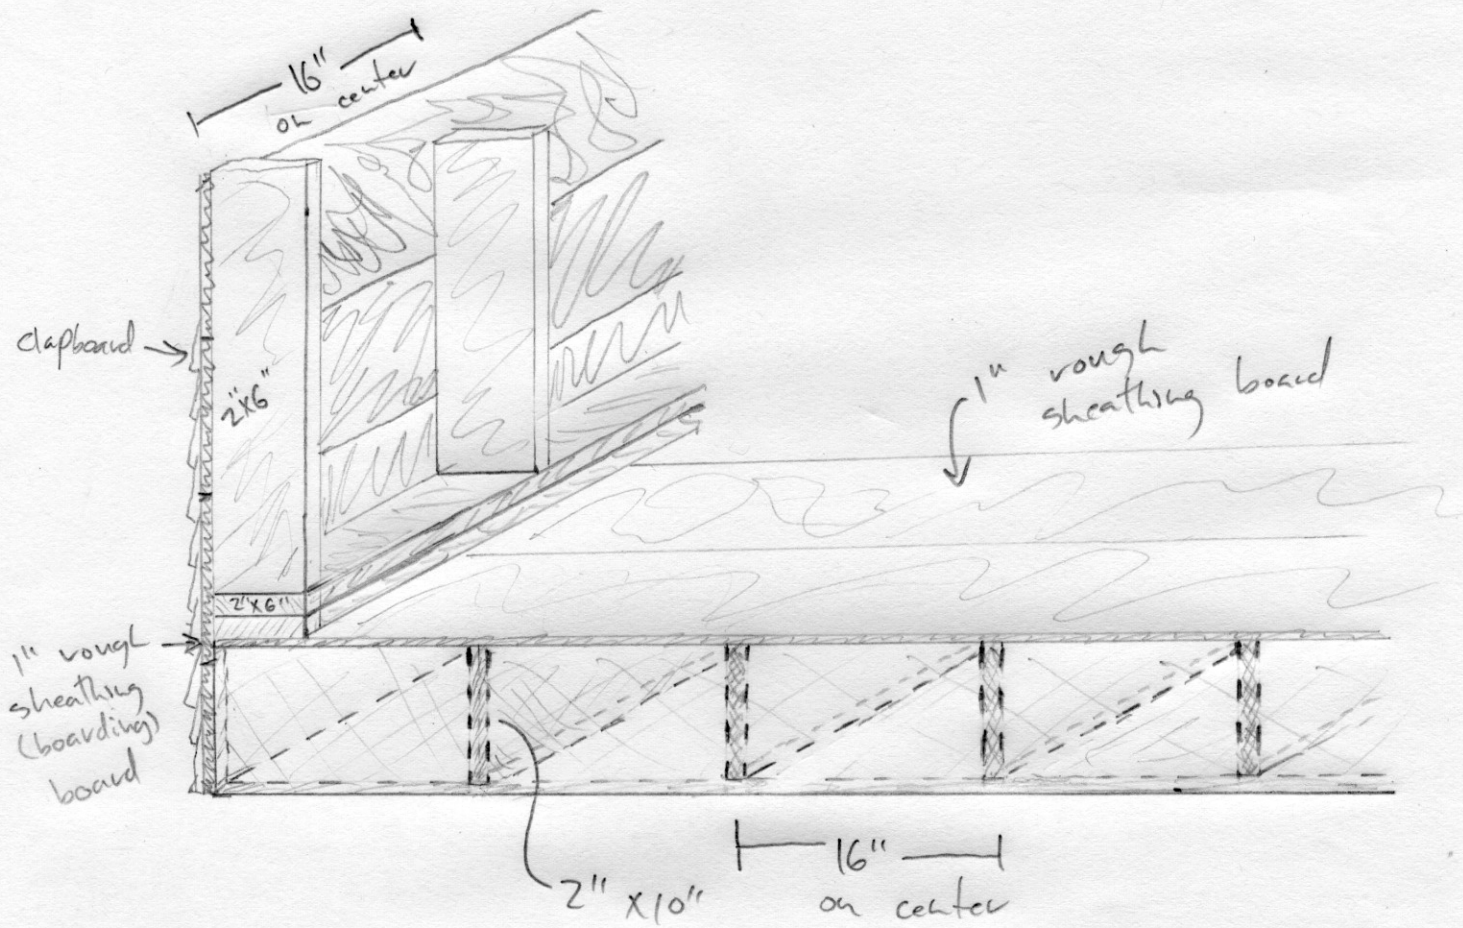 16"
on center
clapboard
2"x6"
1" rough
sheathing board
2"x6"
1" rough
sheathing
(boarding)
board
16"
on center
2" x10"